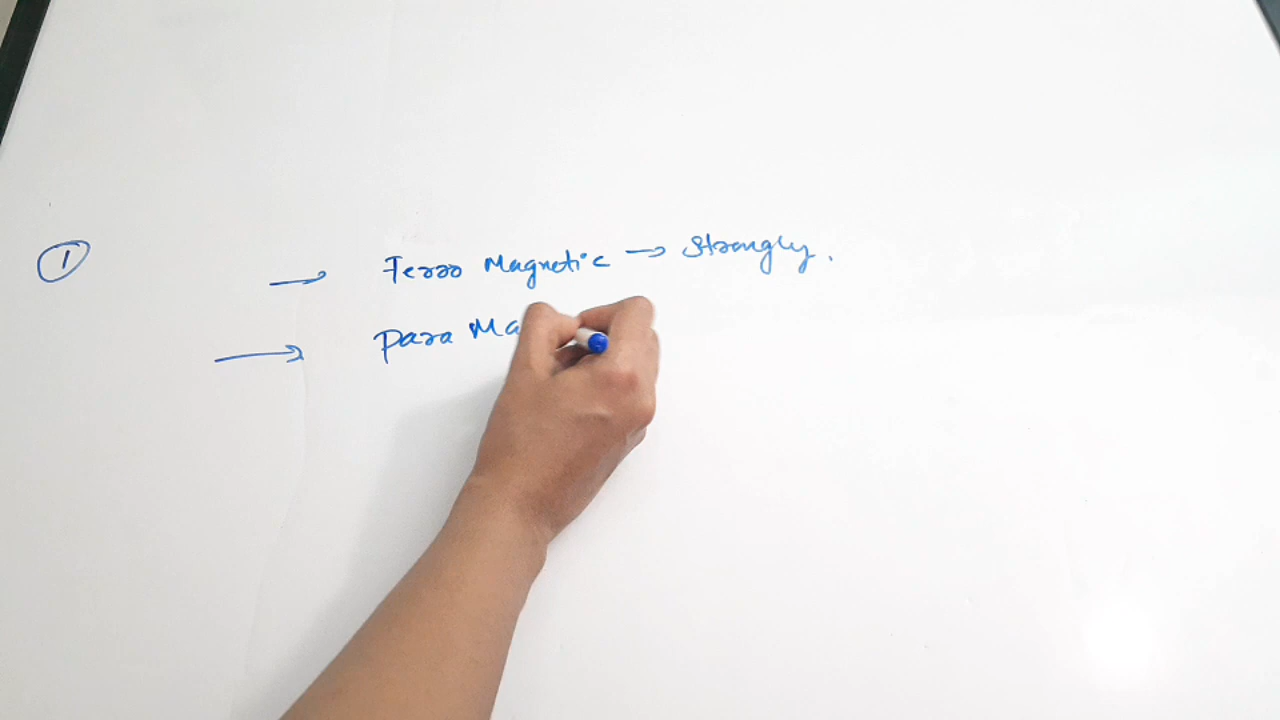 ① → Ferro Magnetic → Strongly.
→ Para Ma